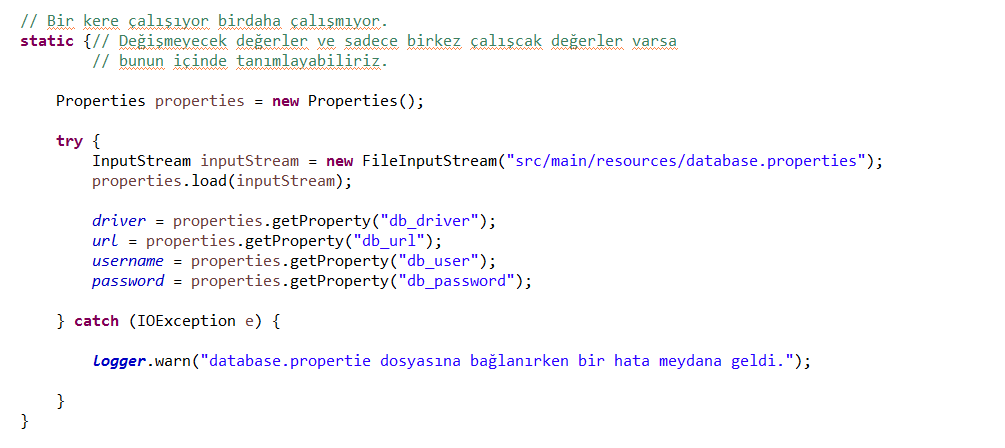 // Bir kere çalışıyor birdaha çalışmıyor.
static {// Değişmeyecek değerler ve sadece birkez çalışcak değerler varsa
// bunun içinde tanımlayabiliriz.
Properties properties = new Properties();
try {
InputStream inputStream = new FileInputStream("src/main/resources/database.properties");
properties.load(inputStream);
driver = properties.getProperty("db_driver");
url = properties.getProperty("db_url");
username = properties.getProperty("db_user");
password = properties.getProperty("db_password");
} catch (IOException e) {
logger.warn("database.propertie dosyasına bağlanırken bir hata meydana geldi.");
}
}